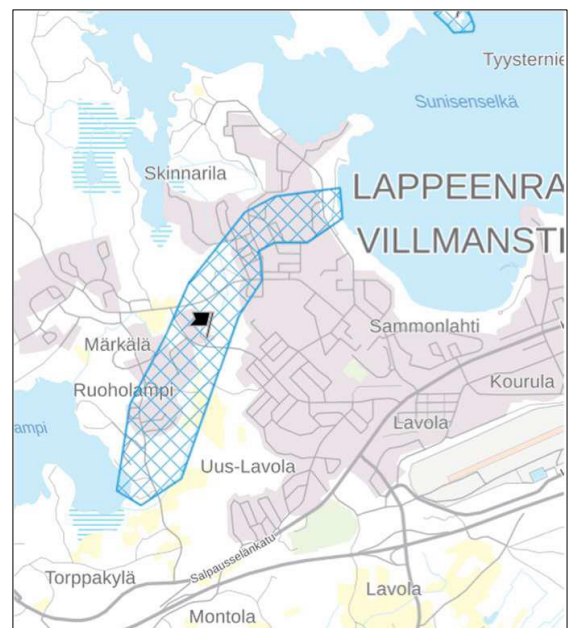 Tyysternie
Sunisenselkä
Skinnarila
LAPPEENRA
VILLMANSTI
Sammonlahti
Märkälä
Kourula
Ruoholampi
Lavola
ampi
Uus-Lavola
Salpausselänkatu
Torppakylä
Lavola
Montola